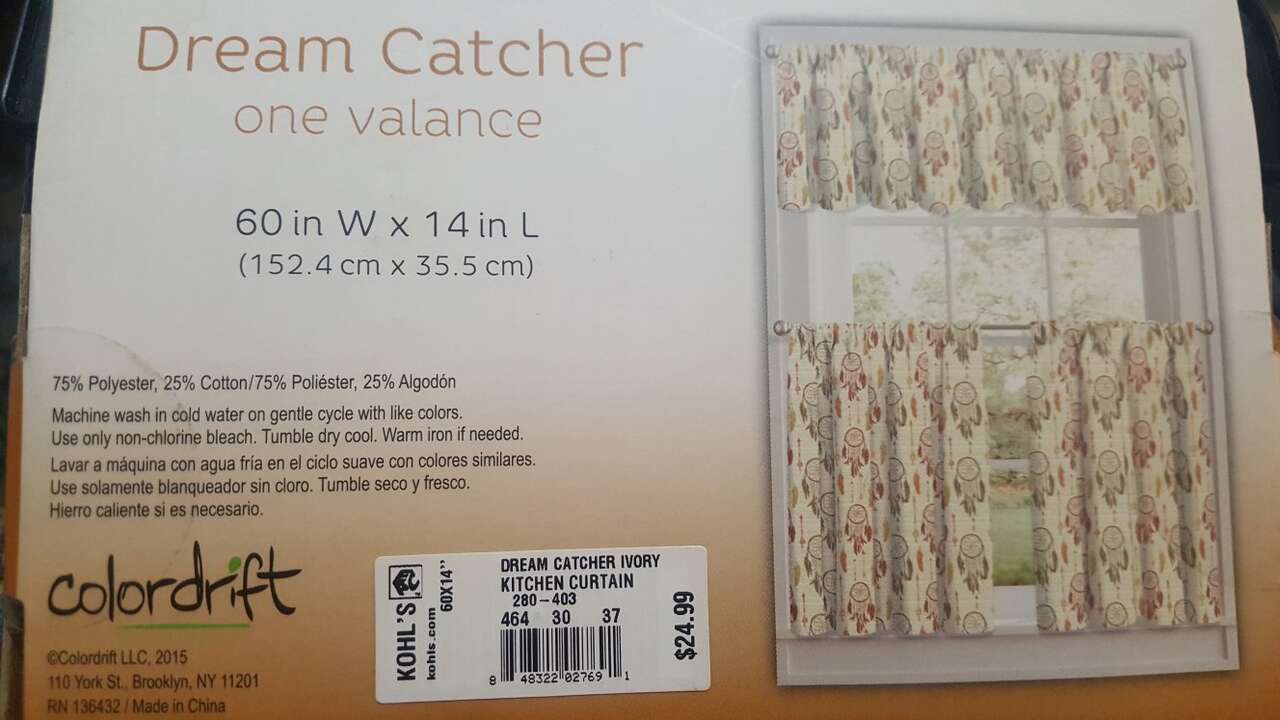 Dream Catcher
one valance
60 in W x 14 in L
(152.4 cm x 35.5 cm)
75% Polyester, 25% Cotton/75% Poliéster, 25% Algodón
Machine wash in cold water on gentle cycle with like colors.
Use only non-chlorine bleach. Tumble dry cool. Warm iron if needed.
Lavar a máquina con agua fría en el ciclo suave con colores similares.
Use solamente blanqueador sin cloro. Tumble seco y fresco.
Hierro caliente si es necesario.
colordrift
©Colordrift LLC, 2015
110 York St., Brooklyn, NY 11201
RN 136432 / Made in China
KOHL'S
kohls.com
60X14"
DREAM CATCHER IVORY
KITCHEN CURTAIN
280-403
464 30 37
8 48322 02769 1
$24.99